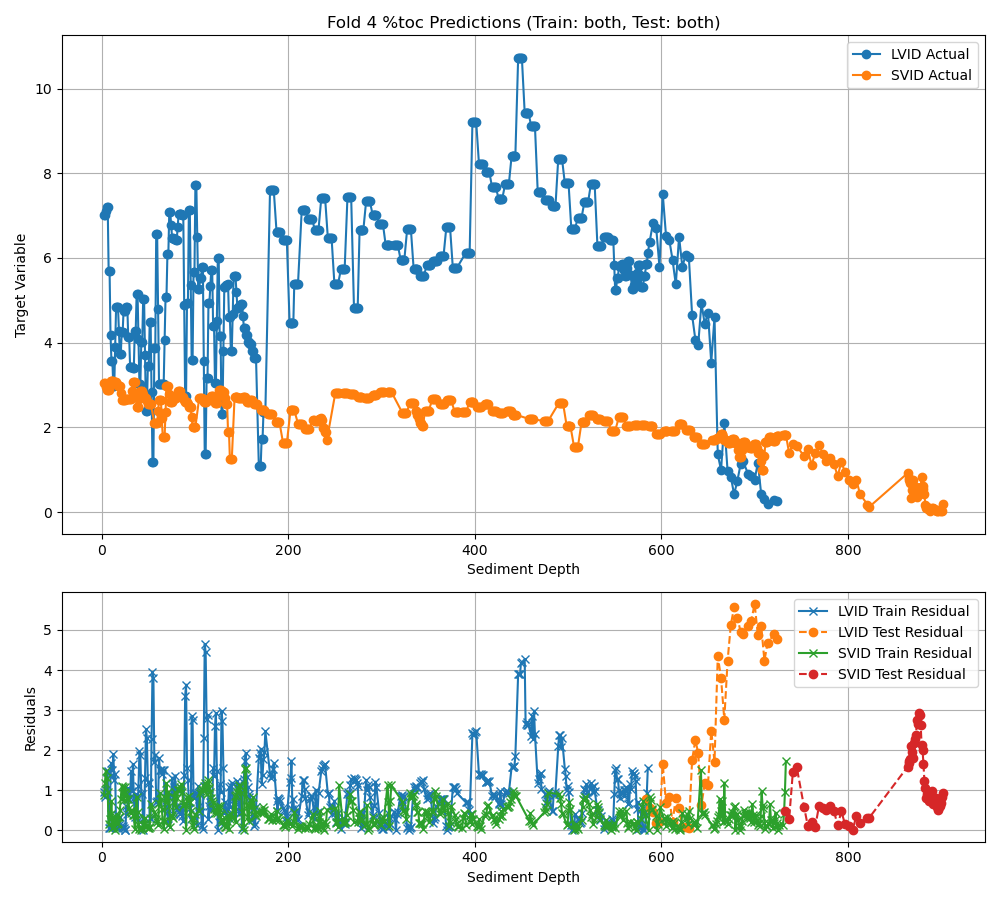 Fold 4 %toc Predictions (Train: both, Test: both)
Target Variable
10
8
6
4
2
0
LVID Actual
SVID Actual
0 200 400 600 800
Sediment Depth
Residuals
5
4
3
2
1
0
LVID Train Residual
LVID Test Residual
SVID Train Residual
SVID Test Residual
0 200 400 600 800
Sediment Depth